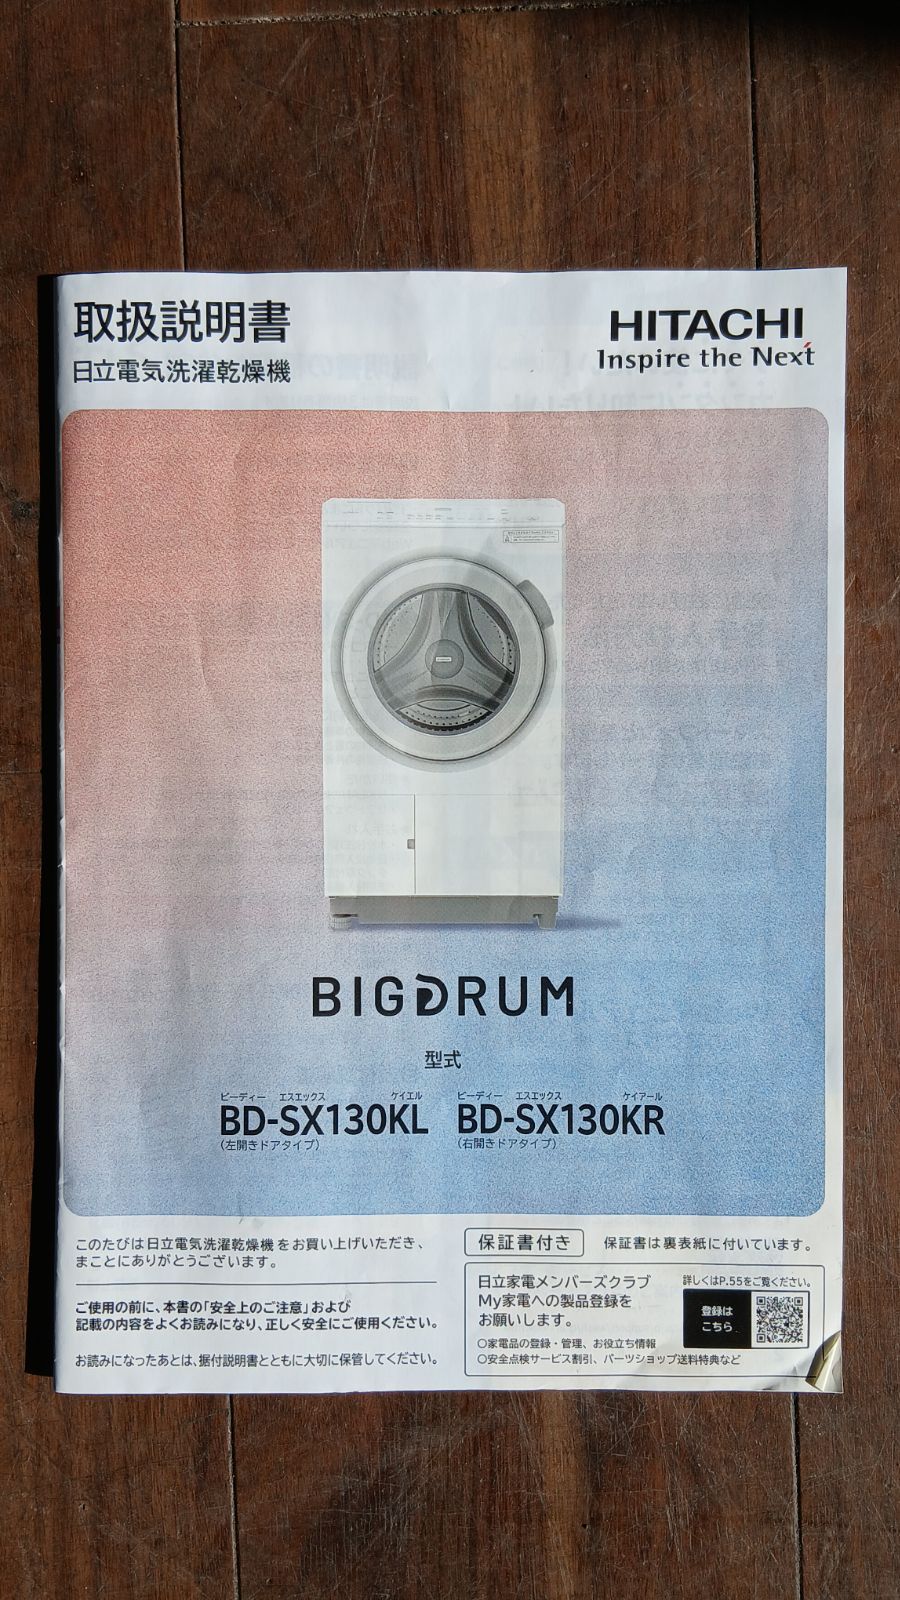 取扱説明書
日立電気洗濯乾燥機
HITACHI
Inspire the Next
BIGDRUM
型式
ビーディー エスエックス ケイエル
BD-SX130KL
(左開きドアタイプ)
ビーディー エスエックス ケイアール
BD-SX130KR
(右開きドアタイプ)
このたびは日立電気洗濯乾燥機をお買い上げいただき、
まことにありがとうございます。
ご使用の前に、本書の「安全上のご注意」および
記載の内容をよくお読みになり、正しく安全にご使用ください。
お読みになったあとは、据付説明書とともに大切に保管してください。
保証書付き 保証書は裏表紙に付いています。
日立家電メンバーズクラブ
My家電への製品登録を
お願いします。
詳しくはP.55をご覧ください。
登録は
こちら
○家電品の登録・管理、お役立ち情報
○安全点検サービス割引、パーツショップ送料特典など